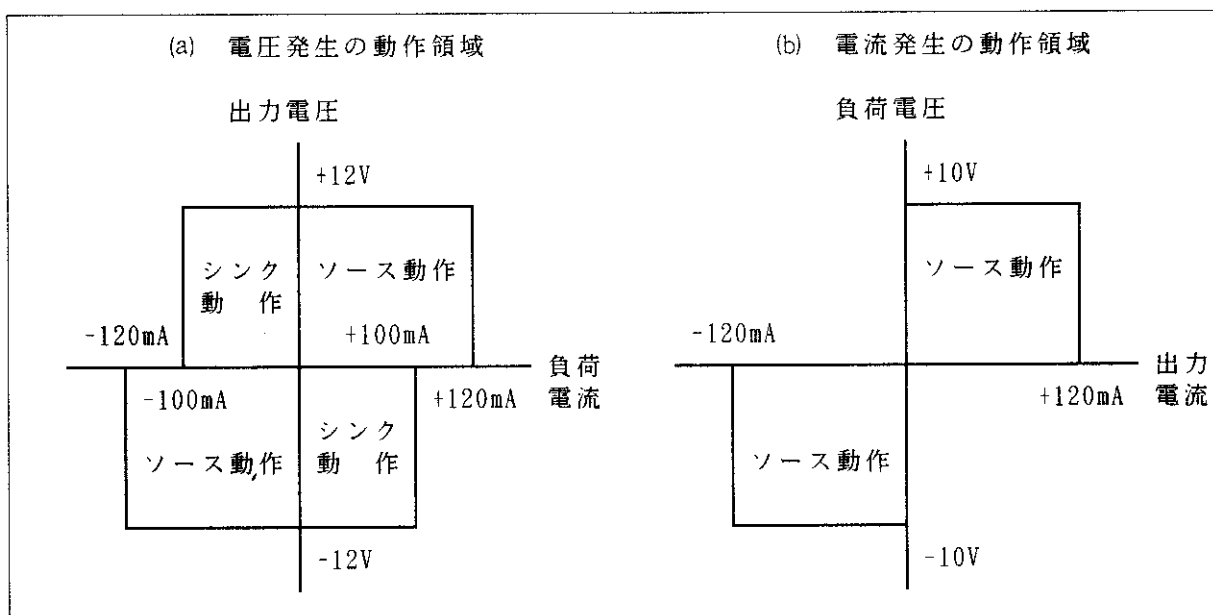 (a) 電圧発生の動作領域
出力電圧
+12V
シンク
動作
ソース動作
-120mA
+100mA
負荷
電流
-100mA
+120mA
ソース動作
シンク
動作
-12V
(b) 電流発生の動作領域
負荷電圧
+10V
ソース動作
-120mA
出力
電流
+120mA
ソース動作
-10V